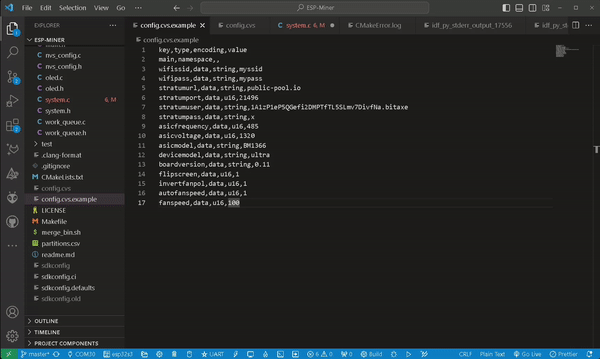 File Edit Selection View Go
ESP-Miner
EXPLORER
config.cvs.example
config.cvs
system.c 6, M
CMakeError.log
idf_py_stderr_output_17556
idf_py_st
ESP-MINER
nvs_config.c
nvs_config.h
oled.c
oled.h
system.c 6, M
system.h
work_queue.c
work_queue.h
test
.clang-format
.gitignore
CMakeLists.txt
config.cvs
config.cvs.example
LICENSE
Makefile
merge_bin.sh
partitions.csv
readme.md
sdkconfig
sdkconfig.ci
sdkconfig.defaults
sdkconfig.old
OUTLINE
TIMELINE
PROJECT COMPONENTS
config.cvs.example
1 key,type,encoding,value
2 main,namespace,,
3 wifissid,data,string,myssid
4 wifipass,data,string,mypass
5 stratumurl,data,string,public-pool.io
6 stratumport,data,u16,21496
7 stratumuser,data,string,1A1zP1eP5QGefi2DMPTfTL5SLmv7DivfNa.bitaxe
8 stratumpass,data,string,x
9 asicfrequency,data,u16,485
10 asicvoltage,data,u16,1320
11 asicmodel,data,string,BM1366
12 devicemodel,data,string,ultra
13 boardversion,data,string,0.11
14 flipscreen,data,u16,1
15 invertfanpol,data,u16,1
16 autofanspeed,data,u16,1
17 fanspeed,data,u16,100
master* COM30 esp32s3 UART 6 0 Build CRLF Plain Text Go Live Prettier